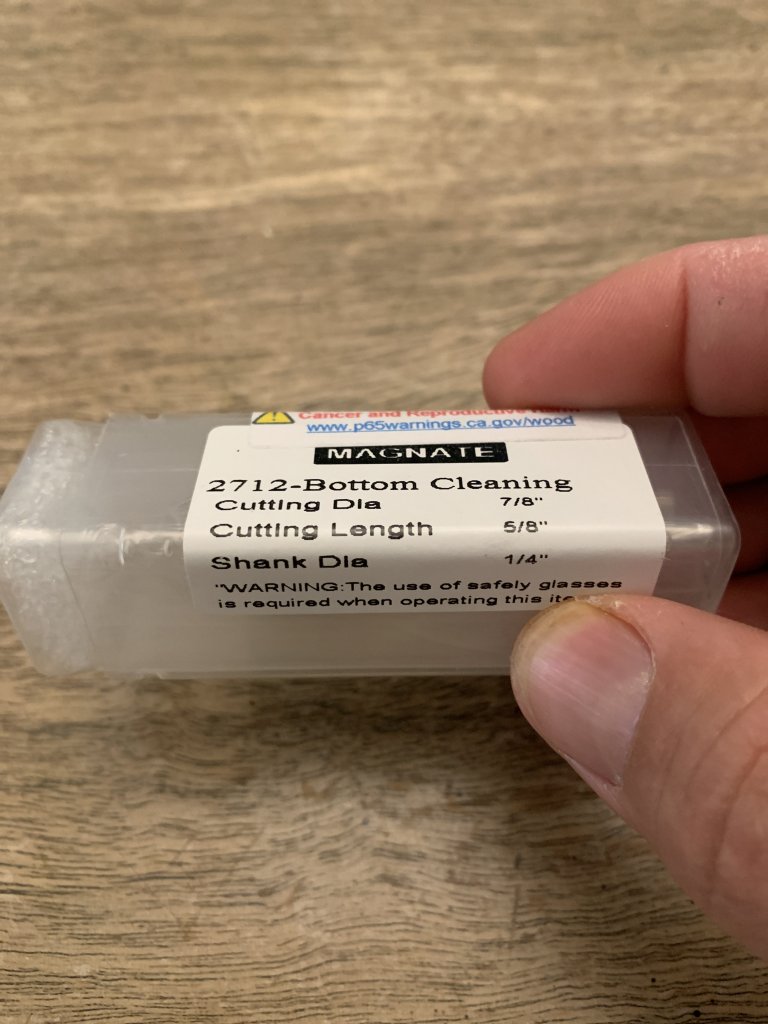 Cancer and Reproductive Harm
www.p65warnings.ca.gov/wood
MAGNATE
2712-Bottom Cleaning
Cutting Dia 7/8"
Cutting Length 5/8"
Shank Dia 1/4"
"WARNING:The use of safely glasses
is required when operating this